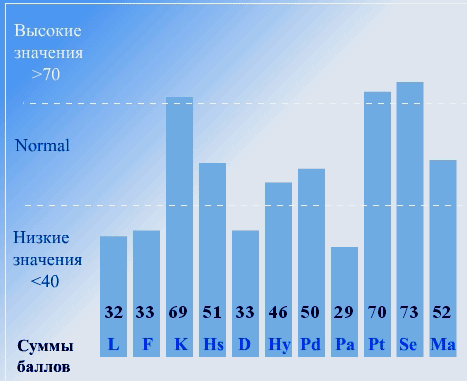 Высокие
значения
>70
Normal
Низкие
значения
<40
32 33 69 51 33 46 50 29 70 73 52
Суммы
баллов
L F K Hs D Hy Pd Pa Pt Se Ma